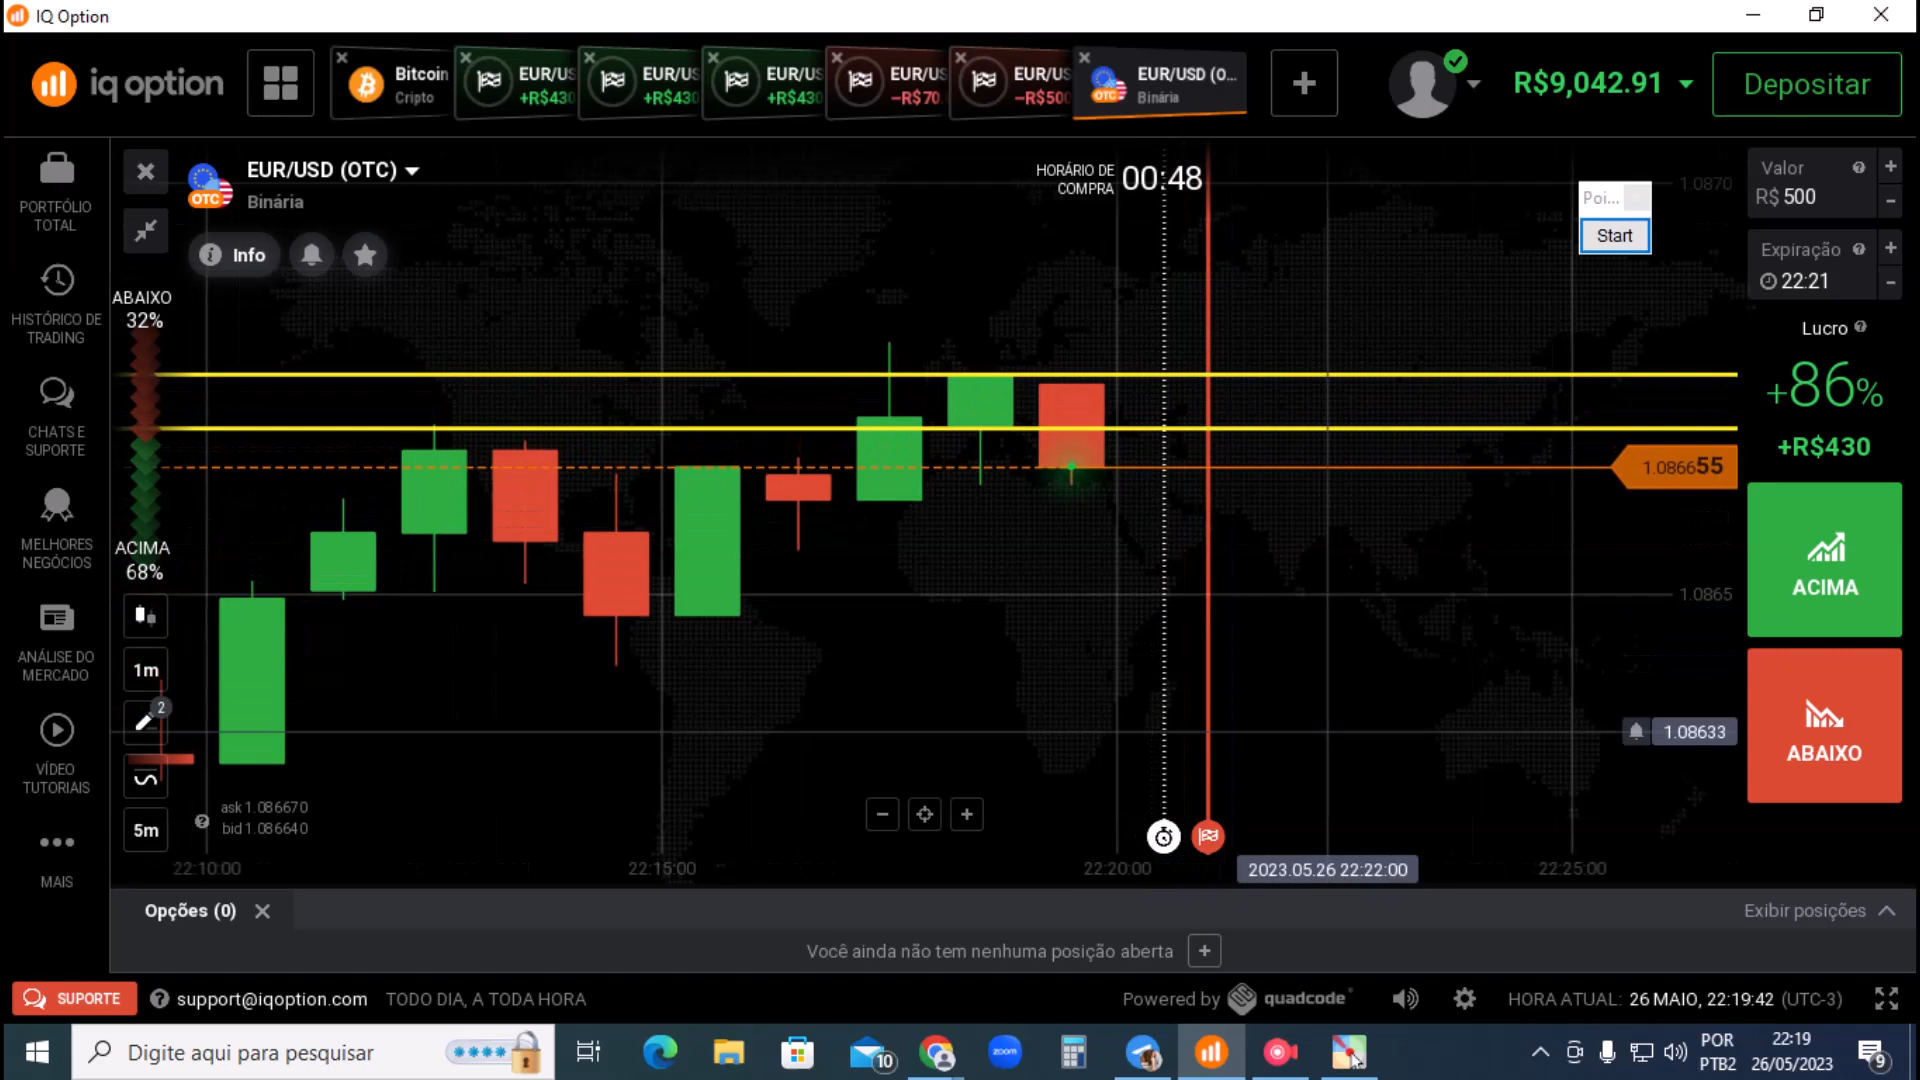 IQ Option
iq option
Bitcoin
Cripto
EUR/US
+R$430
EUR/US
+R$430
EUR/US
+R$430
EUR/US
-R$70.
EUR/US
-R$500
EUR/USD (O...
Binária
R$9,042.91
Depositar
PORTFÓLIO
TOTAL
HISTÓRICO DE
TRADING
CHATS E
SUPORTE
MELHORES
NEGÓCIOS
ANÁLISE DO
MERCADO
VÍDEO
TUTORIAIS
MAIS
EUR/USD (OTC)
OTC
Binária
Info
ABAIXO
32%
ACIMA
68%
1m
2
5m
ask 1.086670
bid 1.086640
HORÁRIO DE
COMPRA
00:48
Poi...
Start
1.0870
1.086655
1.0865
1.08633
22:10:00
22:15:00
22:20:00
2023.05.26 22:22:00
22:25:00
Valor
R$ 500
Expiração
22:21
Lucro
+86%
+R$430
ACIMA
ABAIXO
Opções (0)
Exibir posições
Você ainda não tem nenhuma posição aberta
SUPORTE
support@iqoption.com
TODO DIA, A TODA HORA
Powered by quadcode
HORA ATUAL: 26 MAIO, 22:19:42 (UTC-3)
Digite aqui para pesquisar
10
zoom
POR
PTB2
22:19
26/05/2023
9